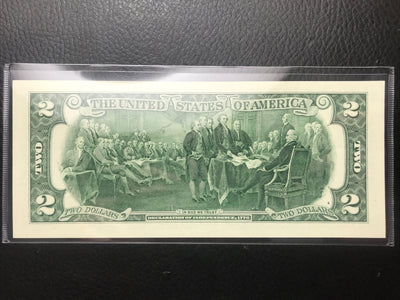 2 THE UNITED STATES OF AMERICA 2
TWO TWO
2 TWO DOLLARS IN GOD WE TRUST TWO DOLLARS 2
DECLARATION OF INDEPENDENCE, 1776